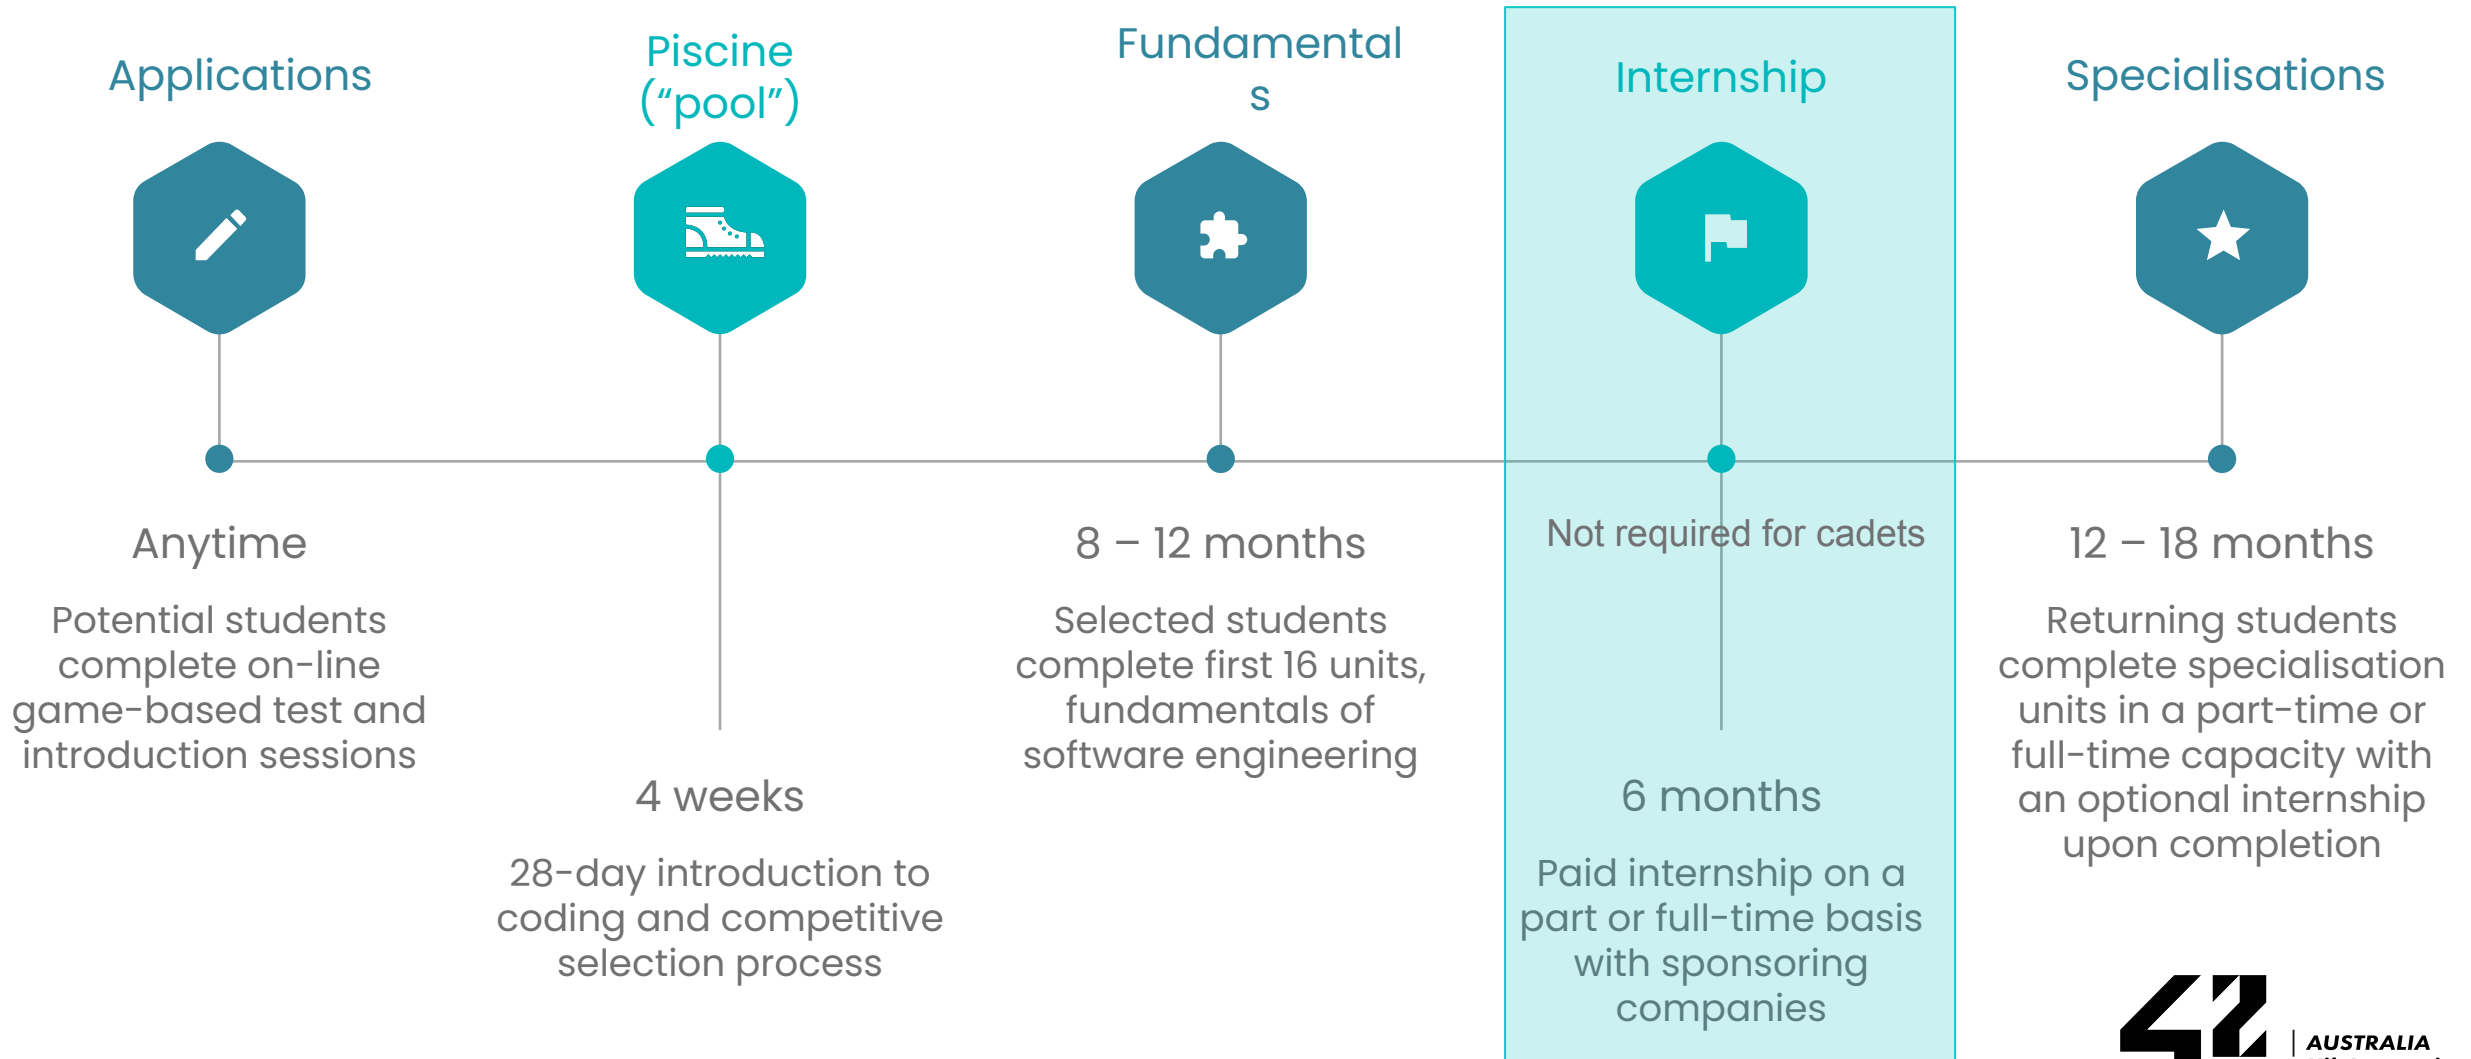 Applications
Anytime
Potential students
complete on-line
game-based test and
introduction sessions
Piscine
(“pool”)
4 weeks
28-day introduction to
coding and competitive
selection process
Fundamental
s
8 – 12 months
Selected students
complete first 16 units,
fundamentals of
software engineering
Internship
Not required for cadets
6 months
Paid internship on a
part or full-time basis
with sponsoring
companies
Specialisations
12 – 18 months
Returning students
complete specialisation
units in a part-time or
full-time capacity with
an optional internship
upon completion
42
AUSTRALIA